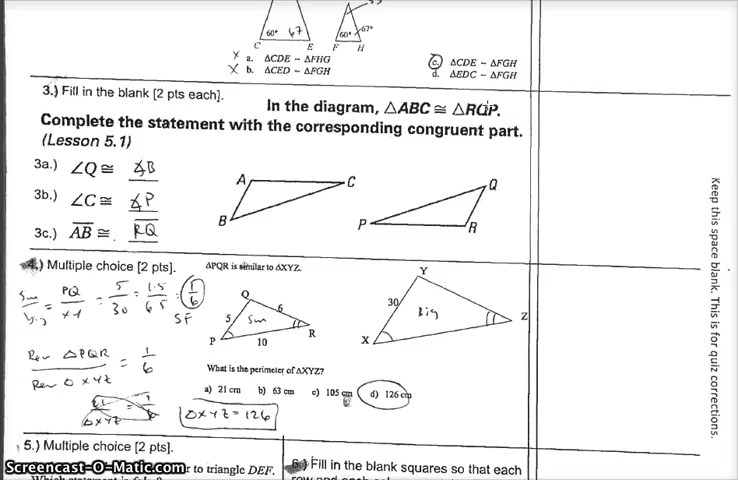 60° 67
60° 67°
C E F H
x a. ΔCDE ~ ΔFHG
c. ΔCDE ~ ΔFGH
x b. ΔCED ~ ΔFGH
d. ΔEDC ~ ΔFGH
3.) Fill in the blank [2 pts each].
In the diagram, △ABC ≅ △RQP.
Complete the statement with the corresponding congruent part.
(Lesson 5.1)
3a.) ∠Q ≅ ∡B
3b.) ∠C ≅ ∡P
3c.) AB ≅ RQ
A C
B
Q
P R
4.) Multiple choice [2 pts].
ΔPQR is similar to ΔXYZ.
Sm/big = PQ/XY = 5/30 = 1·5/6·5 = 1/6
SF
Q
5 6
Sm
P R
10
Y
30
Big
X Z
Per ΔPQR / Per ΔXYZ = 1/6
What is the perimeter of ΔXYZ?
a) 21 cm b) 63 cm c) 105 cm d) 126 cm
21/ΔXYZ = 1/6
ΔXYZ = 126
5.) Multiple choice [2 pts].
6.) Fill in the blank squares so that each
r to triangle DEF.
Keep this space blank. This is for quiz corrections.
Screencast-O-Matic.com